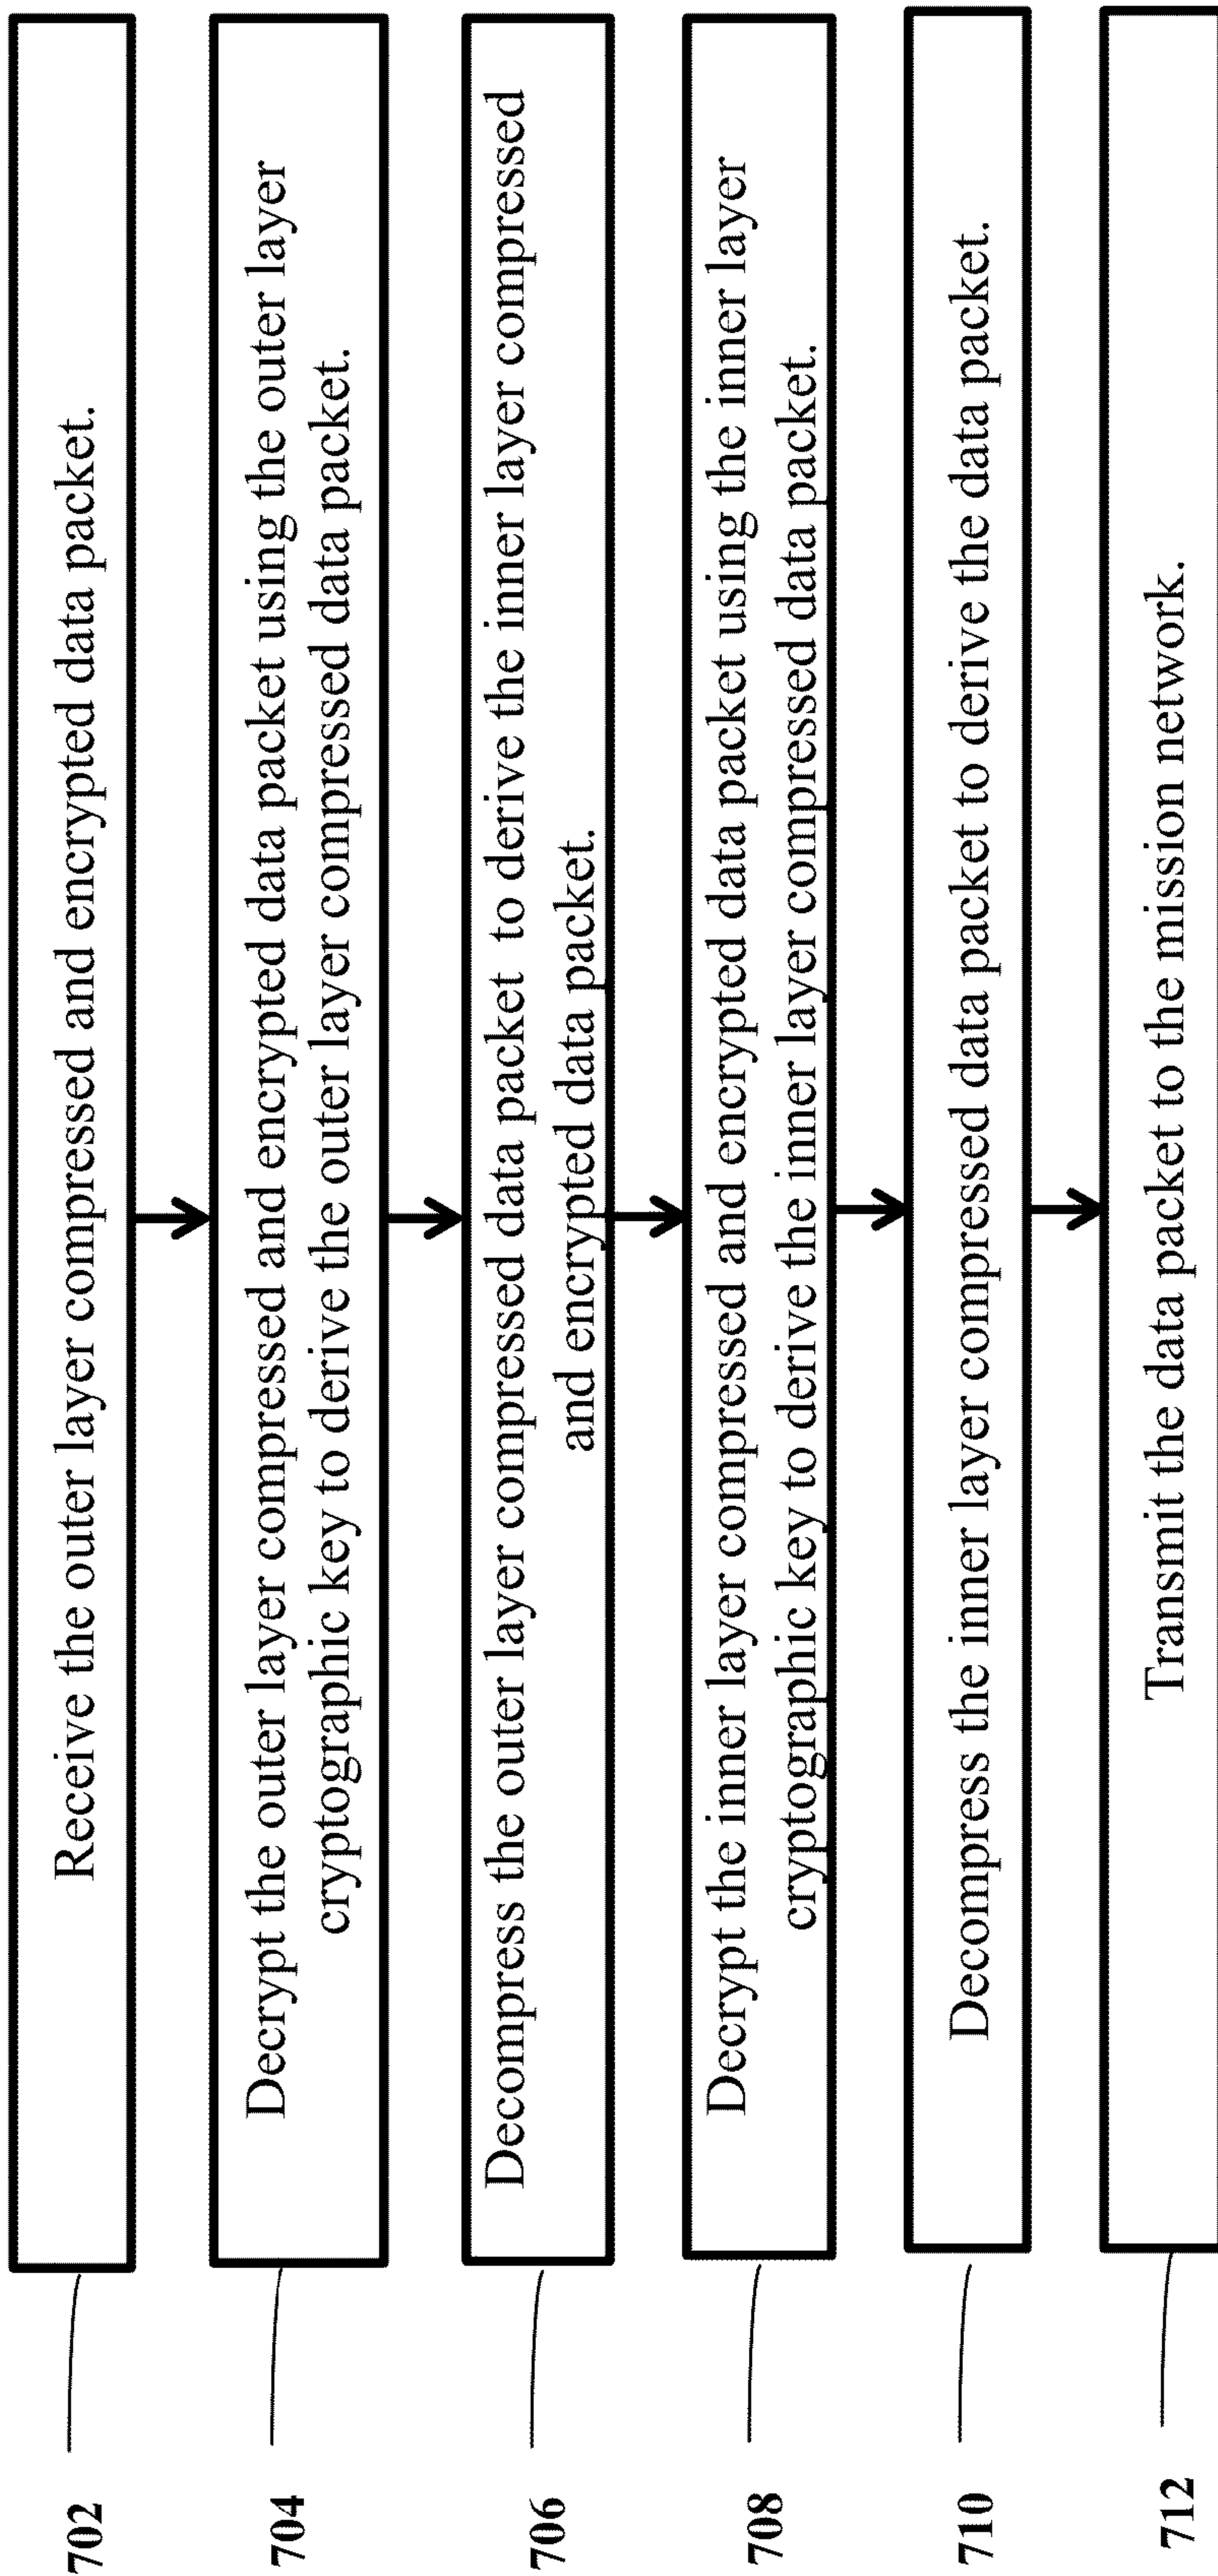 702
Receive the outer layer compressed and encrypted data packet.
704
Decrypt the outer layer compressed and encrypted data packet using the outer layer
cryptographic key to derive the outer layer compressed data packet.
706
Decompress the outer layer compressed data packet to derive the inner layer compressed
and encrypted data packet.
708
Decrypt the inner layer compressed and encrypted data packet using the inner layer
cryptographic key to derive the inner layer compressed data packet.
710
Decompress the inner layer compressed data packet to derive the data packet.
712
Transmit the data packet to the mission network.